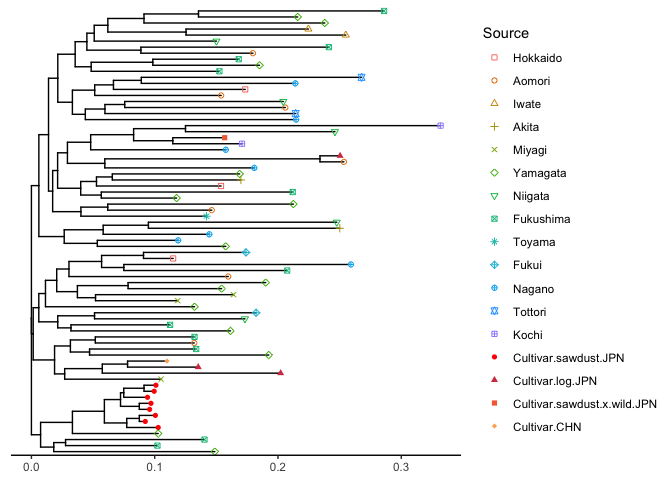 Source
Hokkaido
Aomori
Iwate
Akita
Miyagi
Yamagata
Niigata
Fukushima
Toyama
Fukui
Nagano
Tottori
Kochi
Cultivar.sawdust.JPN
Cultivar.log.JPN
Cultivar.sawdust.x.wild.JPN
Cultivar.CHN
0.0 0.1 0.2 0.3